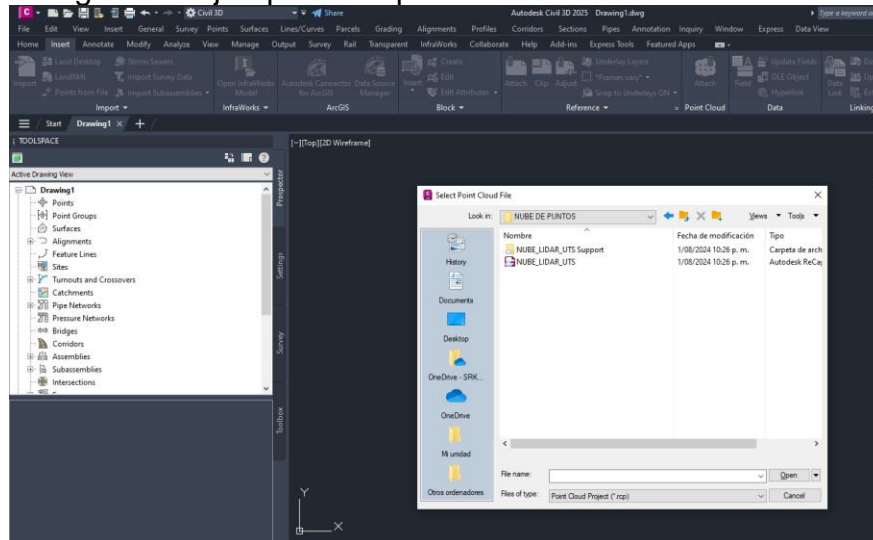 Civil 3D Share Autodesk Civil 3D 2025 Drawing1.dwg Type a keyword o
File Edit View Insert General Survey Points Surfaces Lines/Curves Parcels Grading Alignments Profiles Corridors Sections Pipes Annotation Inquiry Window Express Data View
Home Insert Annotate Modify Analyze View Manage Output Survey Rail Transparent InfraWorks Collaborate Help Add-ins Express Tools Featured Apps
Land Desktop Storm Sewers Create Underlay Layers Update Fields
LandXML Import Survey Data Edit "Frames vary" OLE Object
Points from File Import Subassemblies Edit Attributes Snap to Underlays ON Hyperlink
Import Open InfraWorks Model Autodesk Connector for ArcGIS Data Source Manager Insert Attach Clip Adjust Attach Field Data Link
Import InfraWorks ArcGIS Block Reference Point Cloud Data Linking
Start Drawing1 × +
TOOLSPACE
[-][Top][2D Wireframe]
Active Drawing View
Prospector
Settings
Survey
Toolbox
Drawing1
Points
Point Groups
Surfaces
Alignments
Feature Lines
Sites
Turnouts and Crossovers
Catchments
Pipe Networks
Pressure Networks
Bridges
Corridors
Assemblies
Subassemblies
Intersections
Select Point Cloud File
Look in: NUBE DE PUNTOS Views Tools
Nombre Fecha de modificación Tipo
NUBE_LIDAR_UTS Support 1/08/2024 10:26 p. m. Carpeta de arch
NUBE_LIDAR_UTS 1/08/2024 10:26 p. m. Autodesk ReCa
History
Documents
Desktop
OneDrive - SRK...
OneDrive
Mi unidad
Otros ordenadores
File name: Open
Files of type: Point Cloud Project (*.rcp) Cancel
Y
X